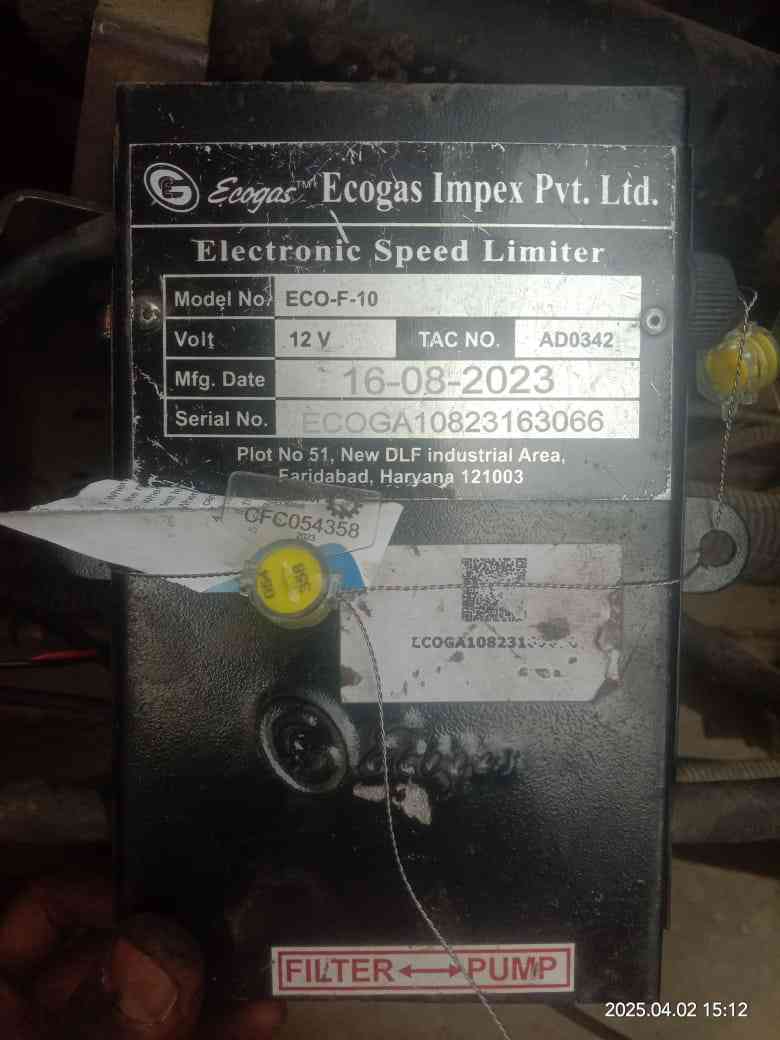 Ecogas™ Ecogas Impex Pvt. Ltd.
Electronic Speed Limiter
Model No. ECO-F-10
Volt 12 V TAC NO. AD0342
Mfg. Date 16-08-2023
Serial No. ECOGA10823163066
Plot No 51, New DLF industrial Area,
Faridabad, Haryana 121003
CFC054358
2023
Ecogas
FILTER ↔ PUMP
2025.04.02 15:12